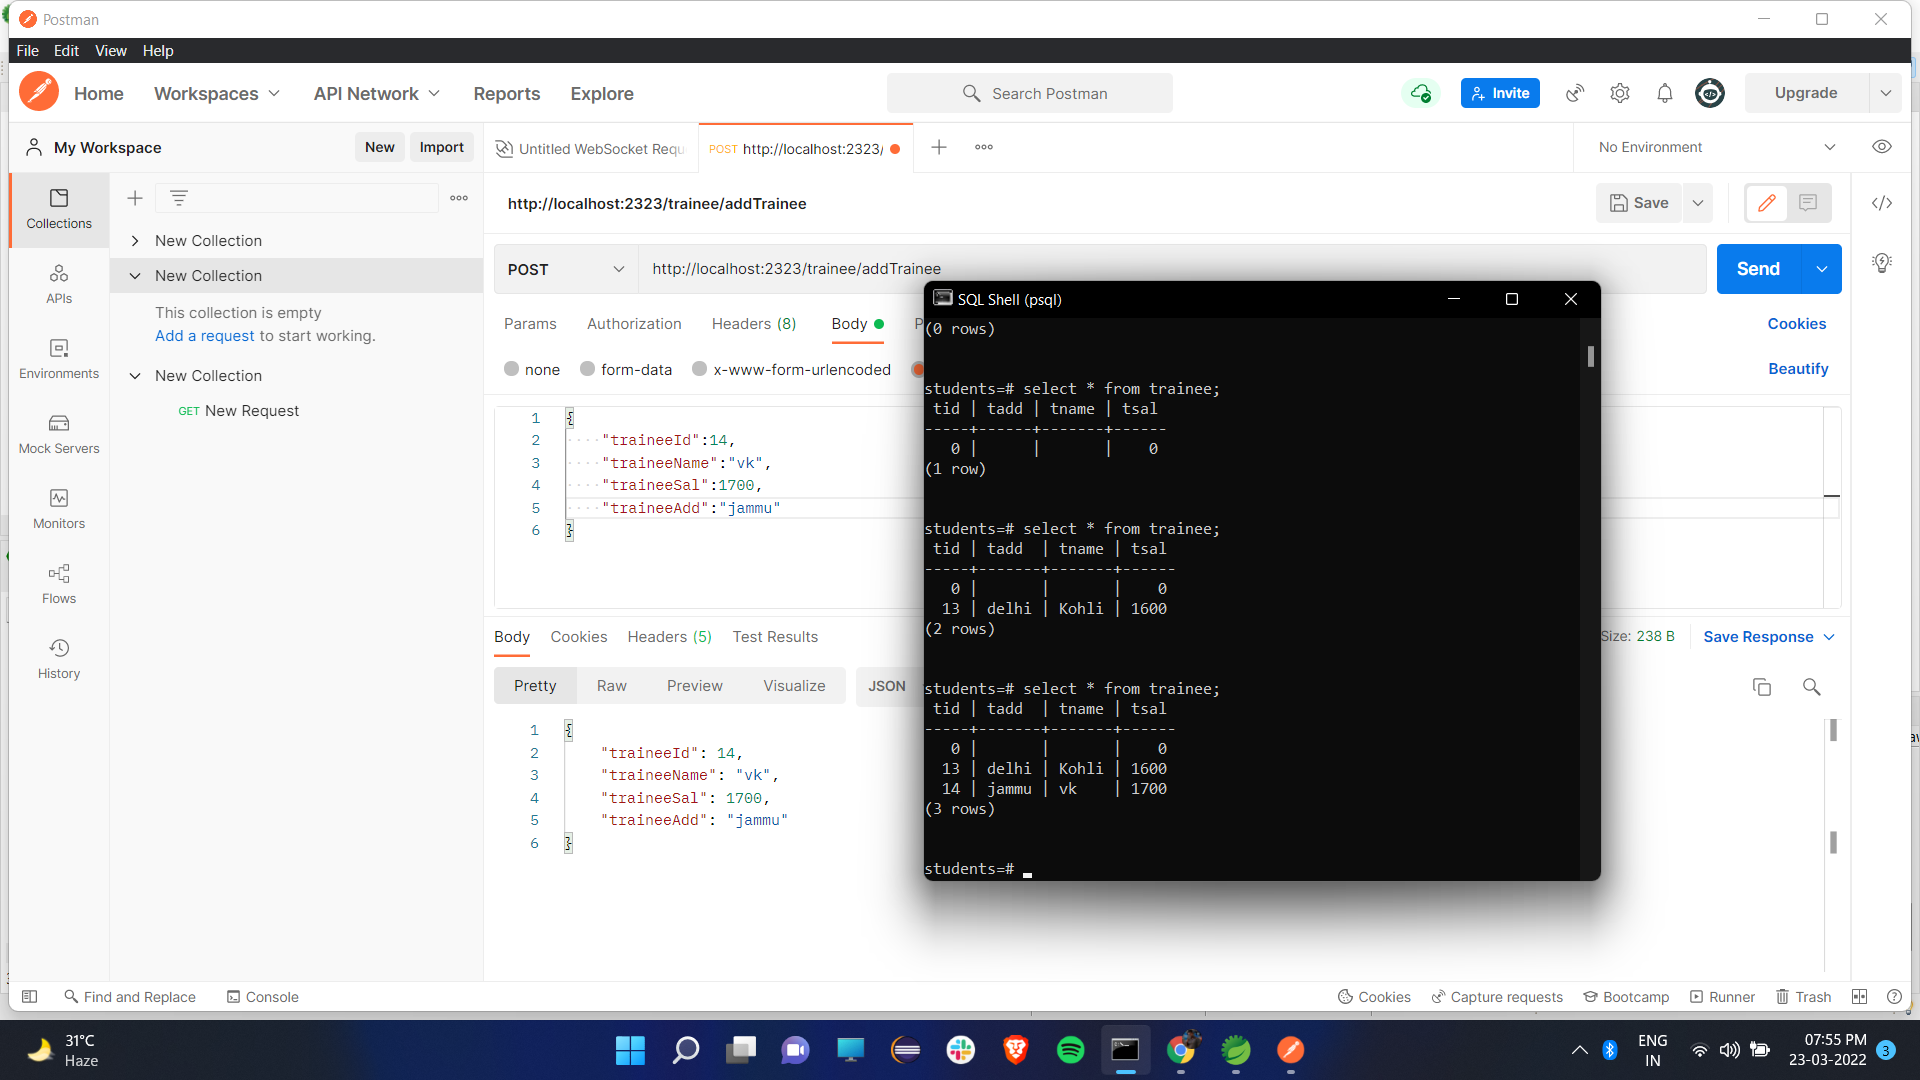 Postman
File Edit View Help
Home Workspaces API Network Reports Explore
Search Postman
Invite
Upgrade
My Workspace
New Import
Untitled WebSocket Requ
POST http://localhost:2323/
No Environment
Collections
APIs
Environments
Mock Servers
Monitors
Flows
History
New Collection
New Collection
This collection is empty
Add a request to start working.
New Collection
GET New Request
http://localhost:2323/trainee/addTrainee
Save
POST http://localhost:2323/trainee/addTrainee
Send
Params Authorization Headers (8) Body P
Cookies
none form-data x-www-form-urlencoded
Beautify
1 {
2 "traineeId":14,
3 "traineeName":"vk",
4 "traineeSal":1700,
5 "traineeAdd":"jammu"
6 }
Body Cookies Headers (5) Test Results
Size: 238 B Save Response
Pretty Raw Preview Visualize JSON
1 {
2 "traineeId": 14,
3 "traineeName": "vk",
4 "traineeSal": 1700,
5 "traineeAdd": "jammu"
6 }
SQL Shell (psql)
(0 rows)
students=# select * from trainee;
tid | tadd | tname | tsal
-----+------+-------+------
0 | | | 0
(1 row)
students=# select * from trainee;
tid | tadd | tname | tsal
-----+-------+-------+------
0 | | | 0
13 | delhi | Kohli | 1600
(2 rows)
students=# select * from trainee;
tid | tadd | tname | tsal
-----+-------+-------+------
0 | | | 0
13 | delhi | Kohli | 1600
14 | jammu | vk | 1700
(3 rows)
students=#
Find and Replace Console
Cookies Capture requests Bootcamp Runner Trash
31°C
Haze
ENG
IN
07:55 PM
23-03-2022
3